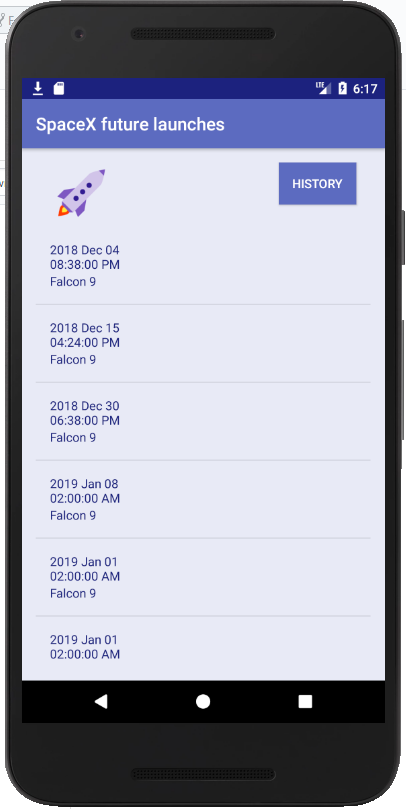 LTE 6:17
SpaceX future launches
HISTORY
2018 Dec 04
08:38:00 PM
Falcon 9
2018 Dec 15
04:24:00 PM
Falcon 9
2018 Dec 30
06:38:00 PM
Falcon 9
2019 Jan 08
02:00:00 AM
Falcon 9
2019 Jan 01
02:00:00 AM
Falcon 9
2019 Jan 01
02:00:00 AM